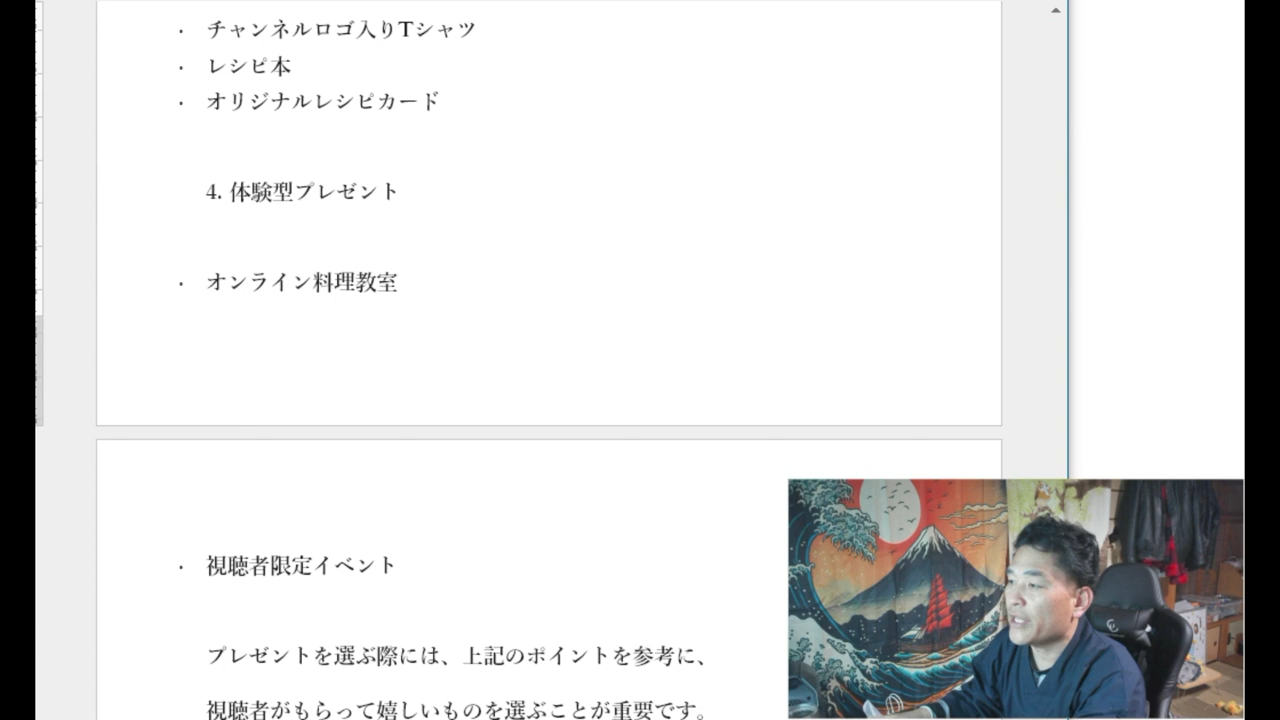 ・ チャンネルロゴ入りTシャツ
・ レシピ本
・ オリジナルレシピカード
4. 体験型プレゼント
・ オンライン料理教室
・ 視聴者限定イベント
プレゼントを選ぶ際には、上記のポイントを参考に、
視聴者がもらって嬉しいものを選ぶことが重要です。